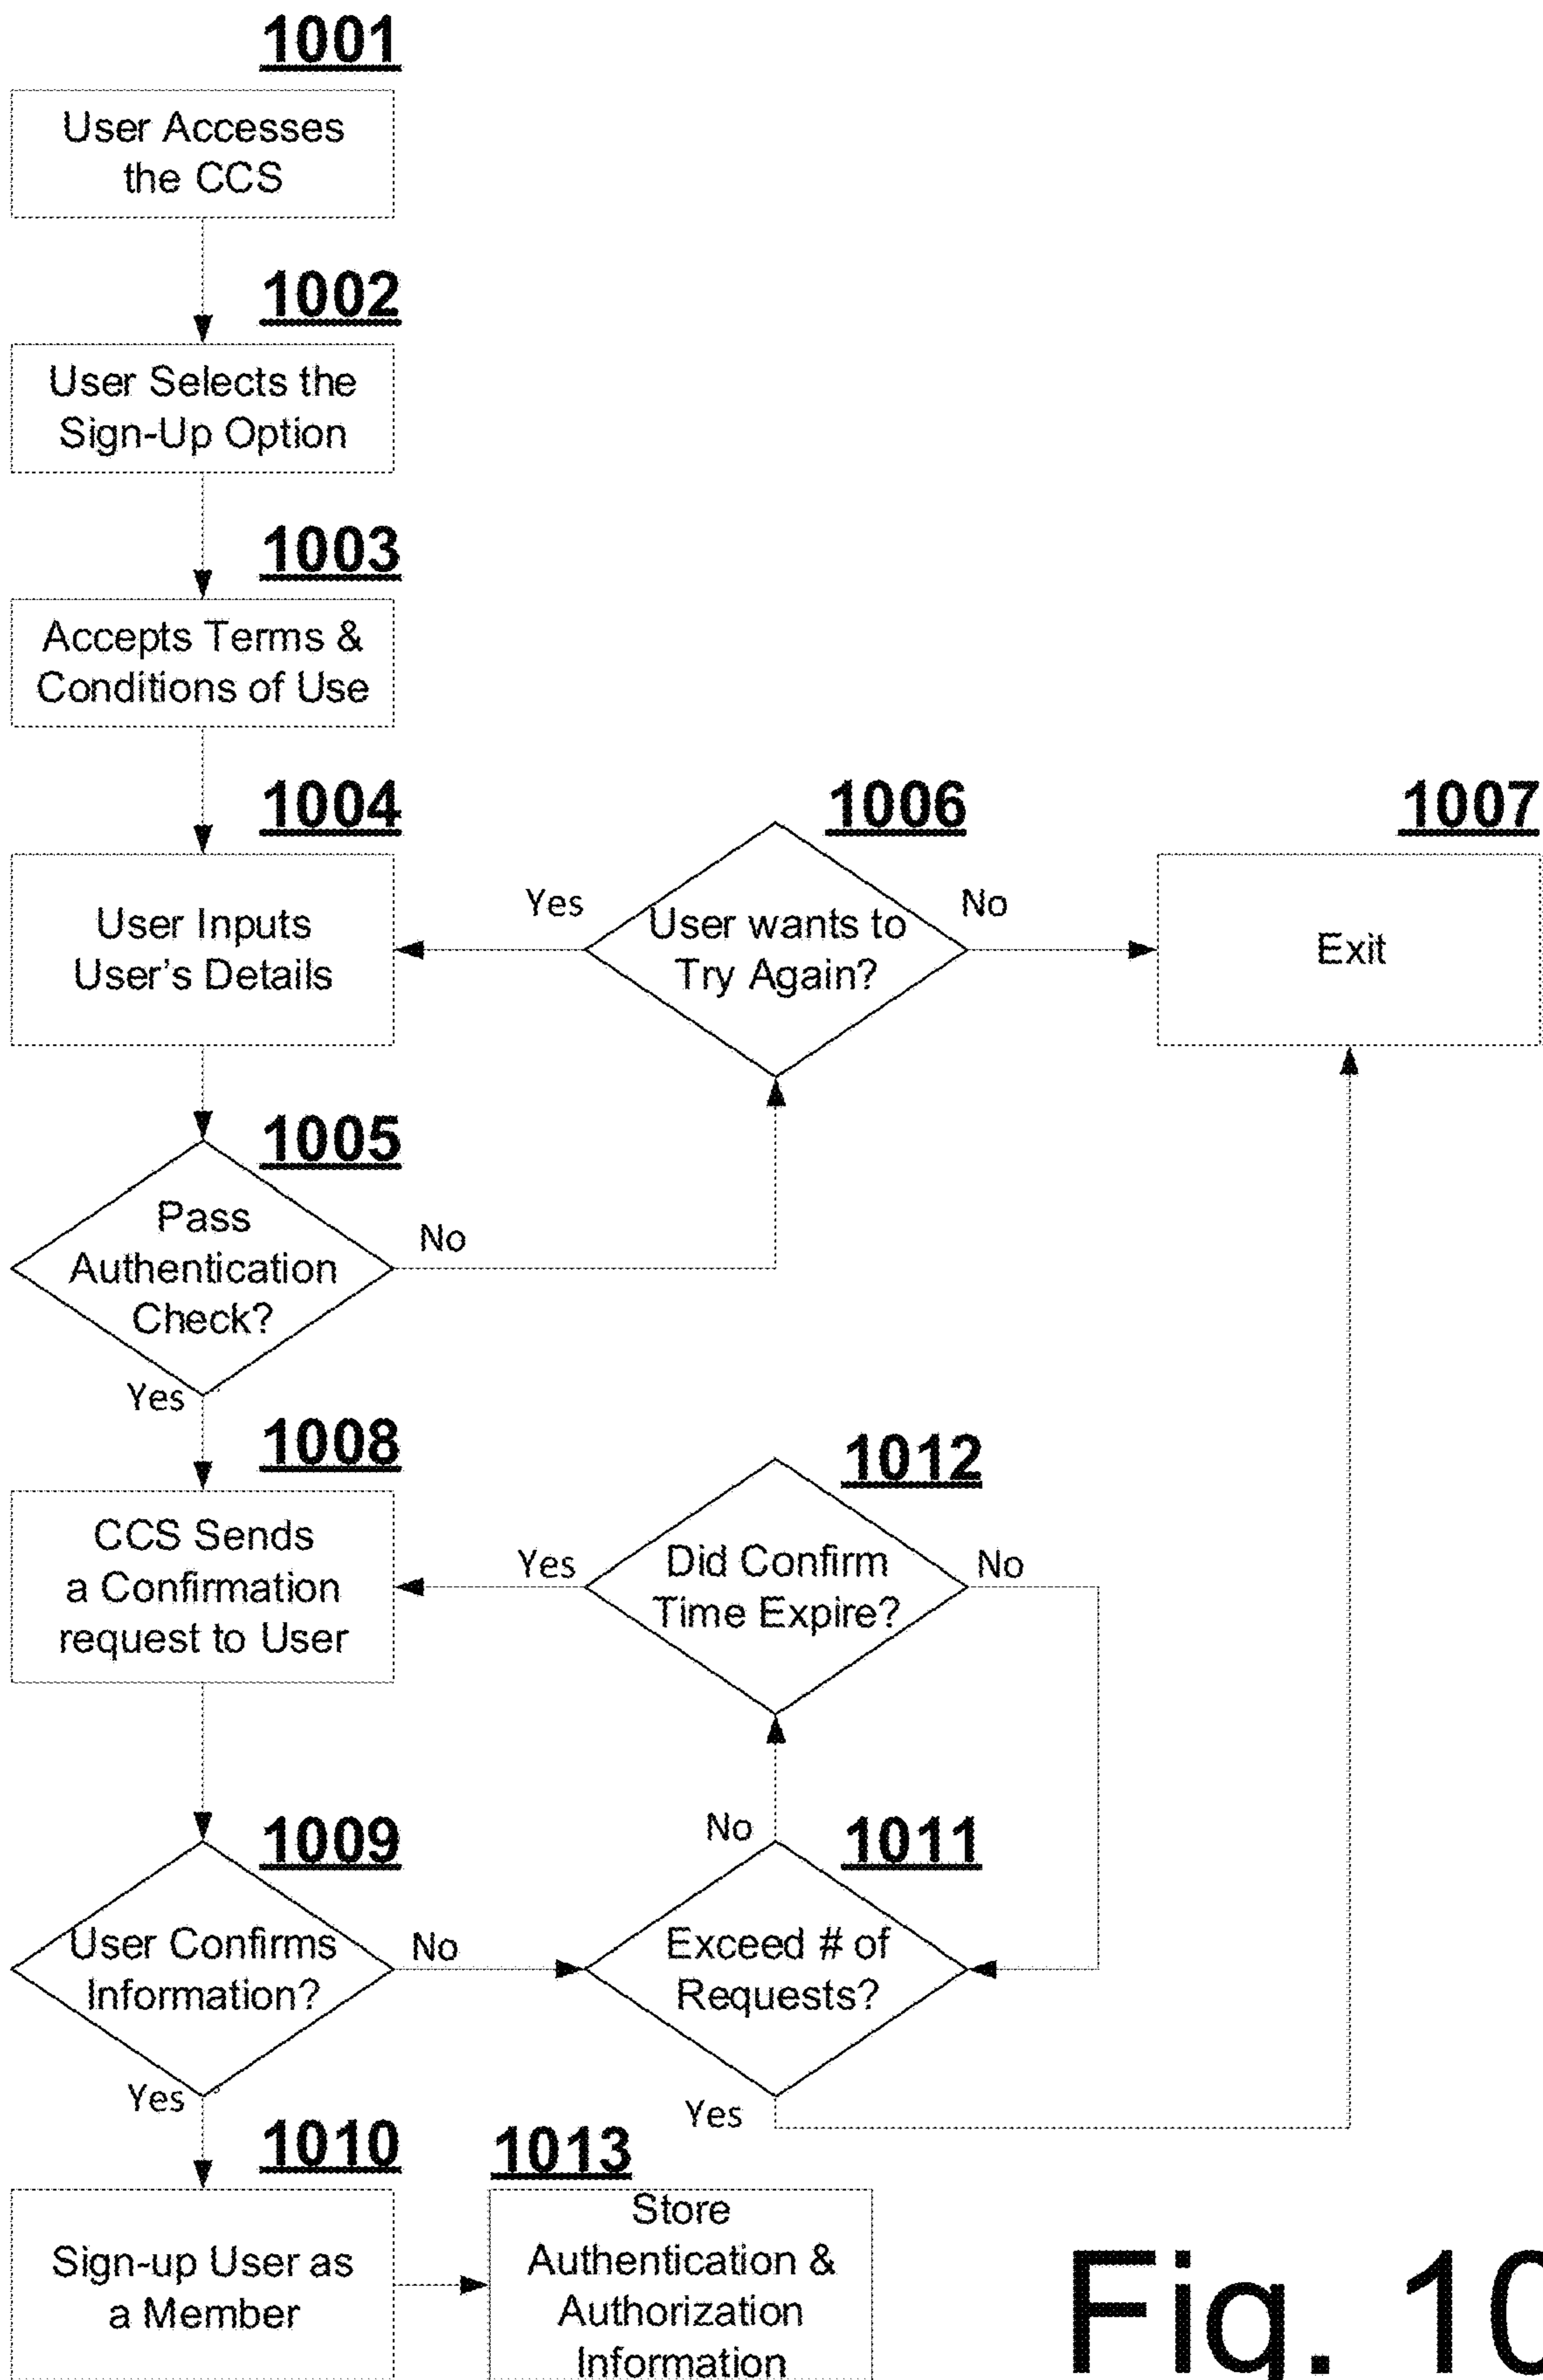 1001
User Accesses
the CCS
1002
User Selects the
Sign-Up Option
1003
Accepts Terms &
Conditions of Use
1004
User Inputs
User's Details
1006
Yes
User wants to
Try Again?
No
1007
Exit
1005
Pass
Authentication
Check?
No
Yes
1008
CCS Sends
a Confirmation
request to User
1012
Yes
Did Confirm
Time Expire?
No
1009
User Confirms
Information?
No
Yes
No
1011
Exceed # of
Requests?
Yes
1010
Sign-up User as
a Member
1013
Store
Authentication &
Authorization
Information
Fig. 10